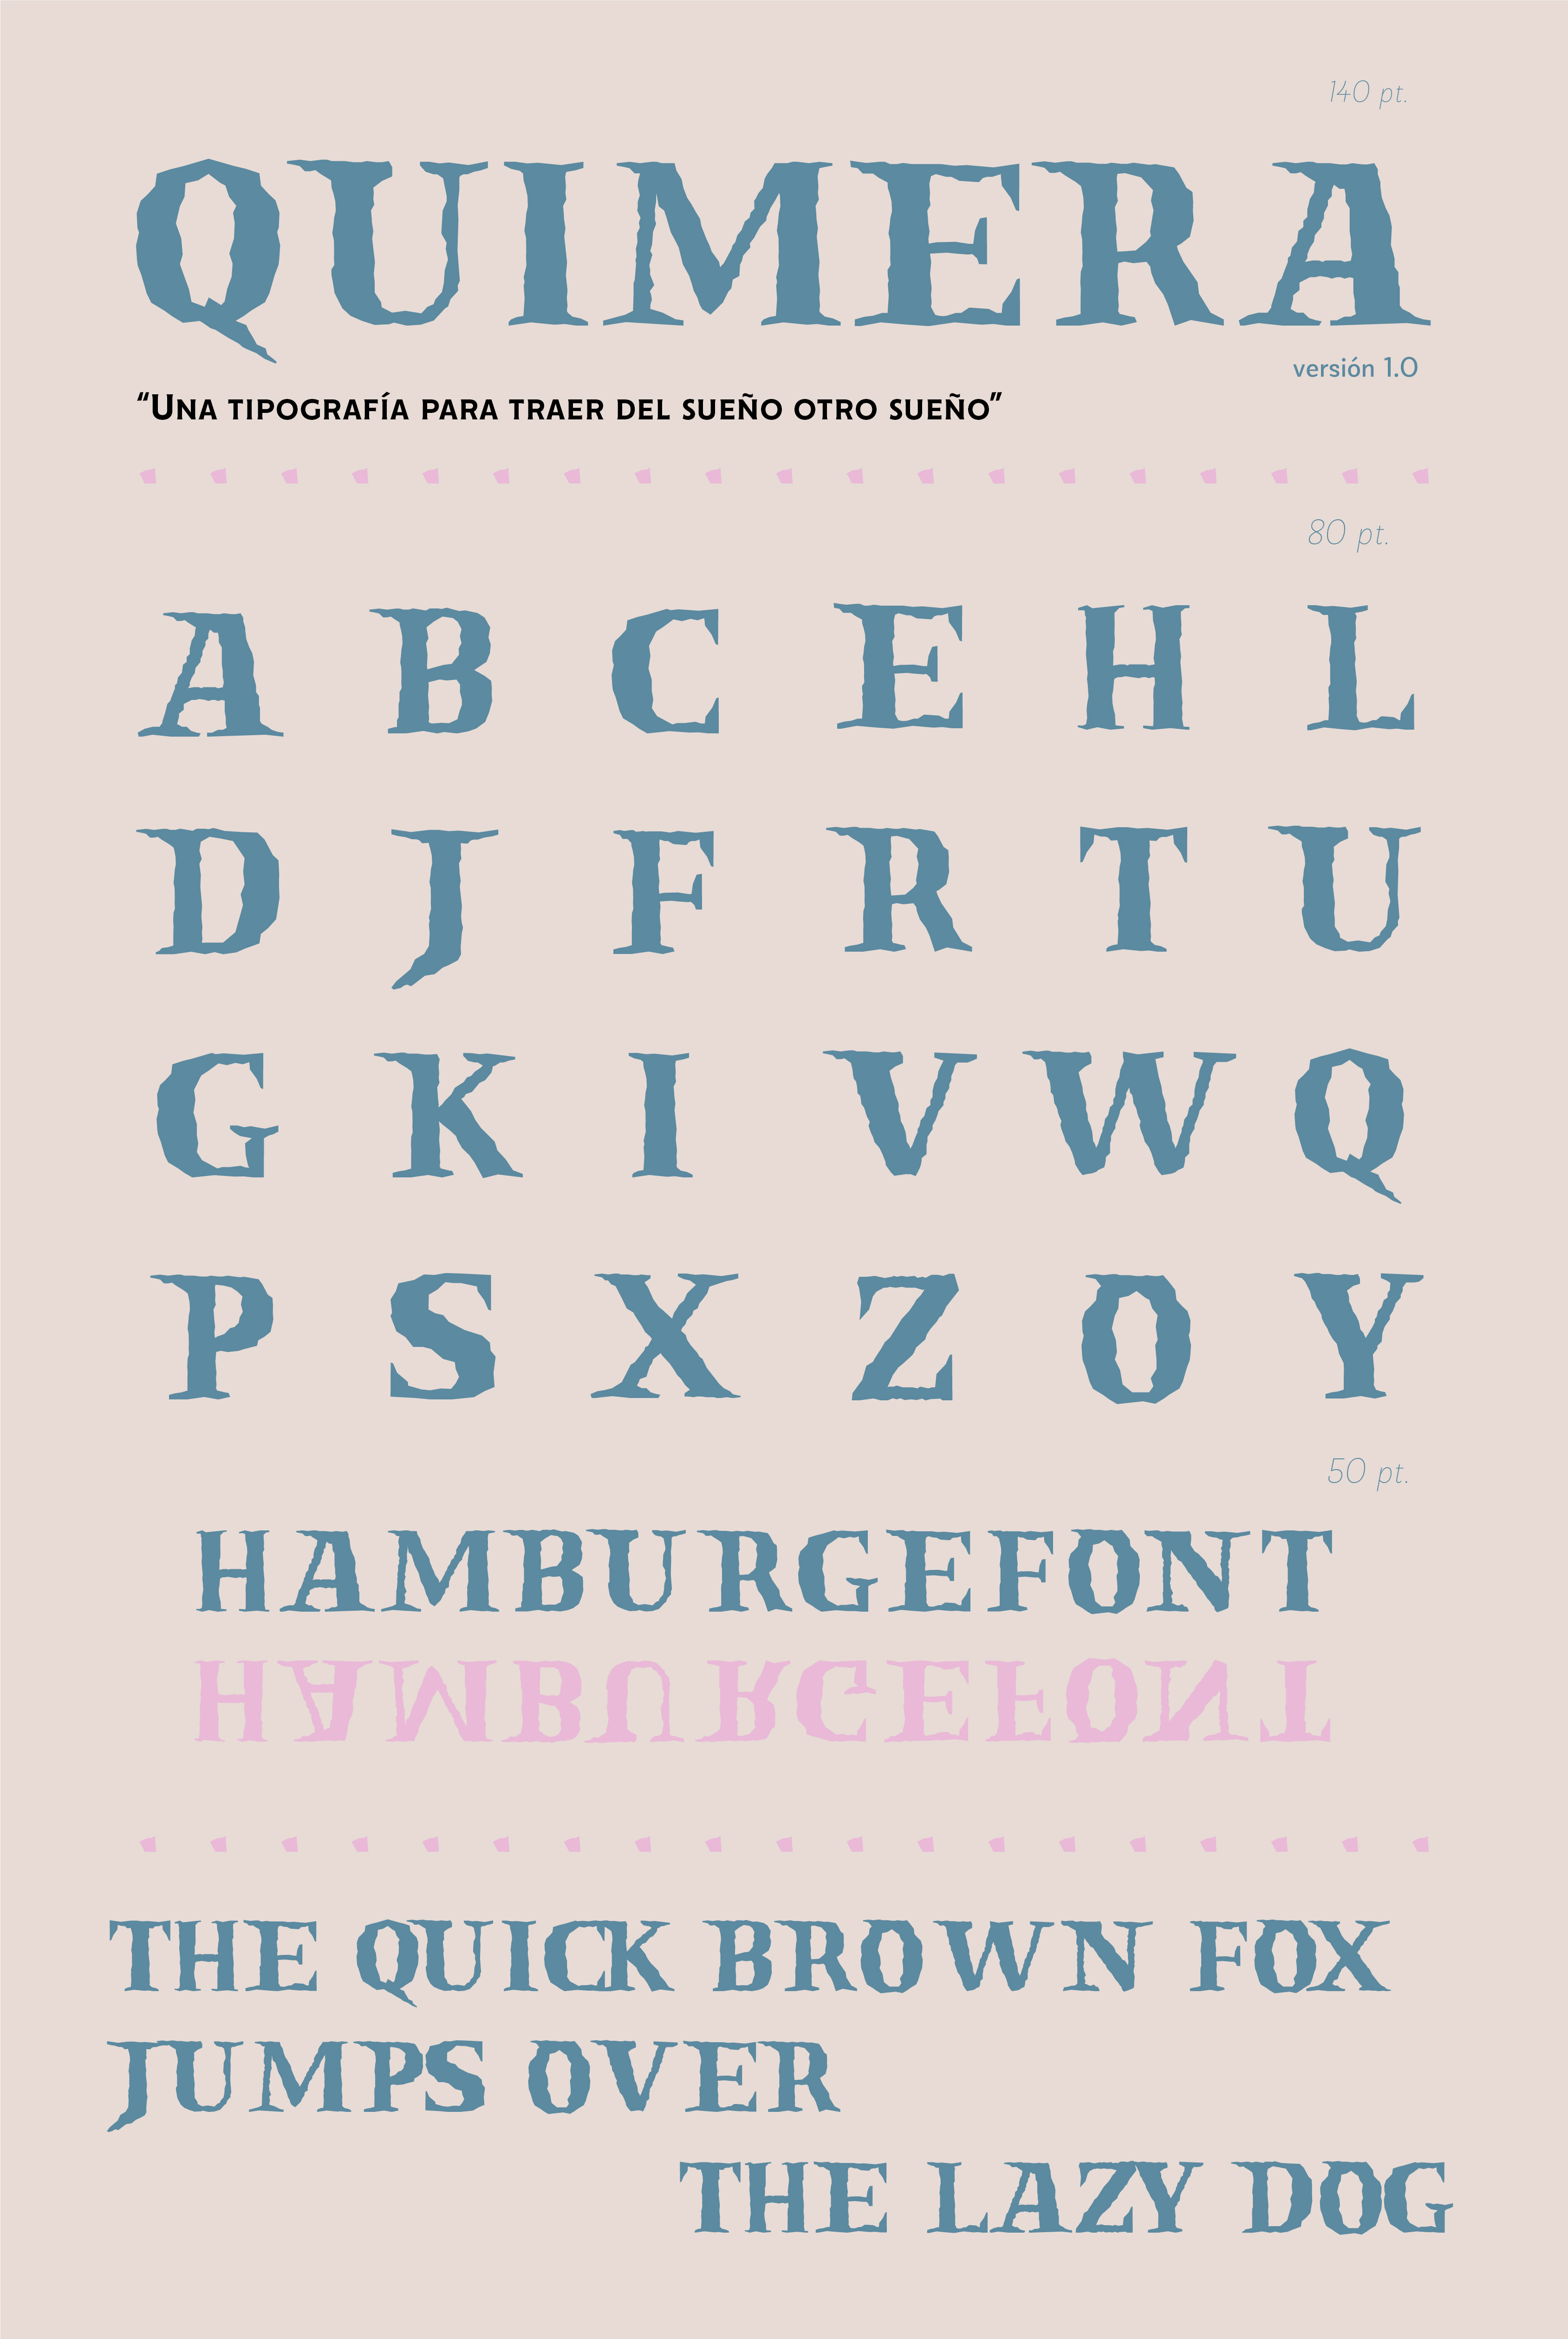 140 pt.
QUIMERA
versión 1.0
“UNA TIPOGRAFÍA PARA TRAER DEL SUEÑO OTRO SUEÑO”
80 pt.
A B C E H L
D J F R T U
G K I V W Q
P S X Z O Y
50 pt.
HAMBURGEFONT
HAMBURGEFONT
THE QUICK BROWN FOX
JUMPS OVER
THE LAZY DOG